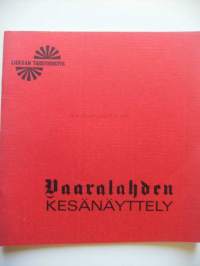 LIEKSAN TAIDEYHDISTYS
Vaaralahden
KESÄNÄYTTELY